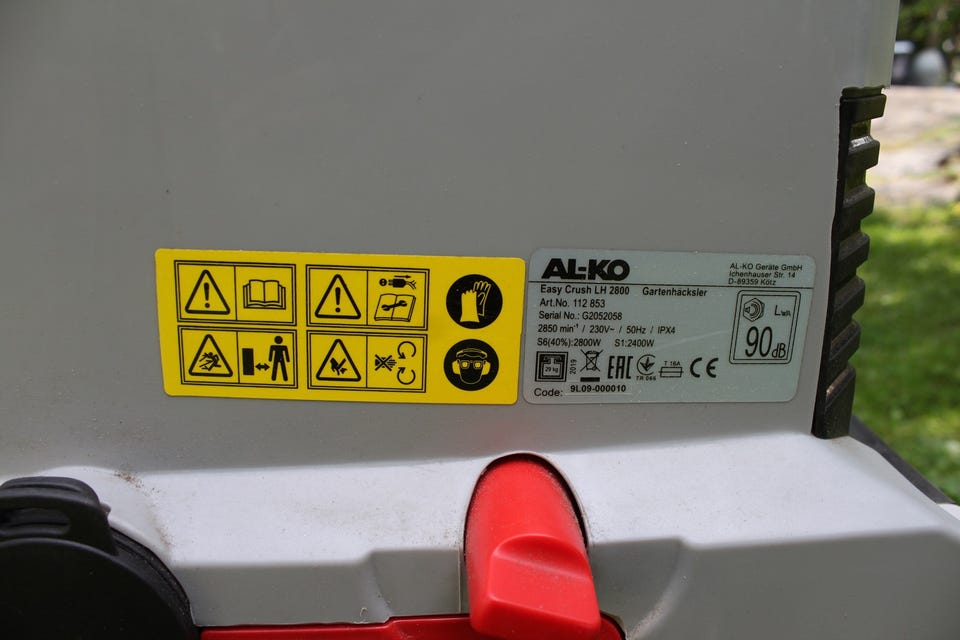 AL-KO
AL-KO Geräte GmbH
Ichenhauser Str. 14
D-89359 Kötz
Easy Crush LH 2800 Gartenhäcksler
Art.No. 112 853
Serial No.: G2052058
2850 min⁻¹ / 230V~ / 50Hz / IPX4
S6(40%):2800W S1:2400W
LWA
90dB
29 kg
2019
EAC
TR 066
T 16A
CE
Code: 9L09-000010